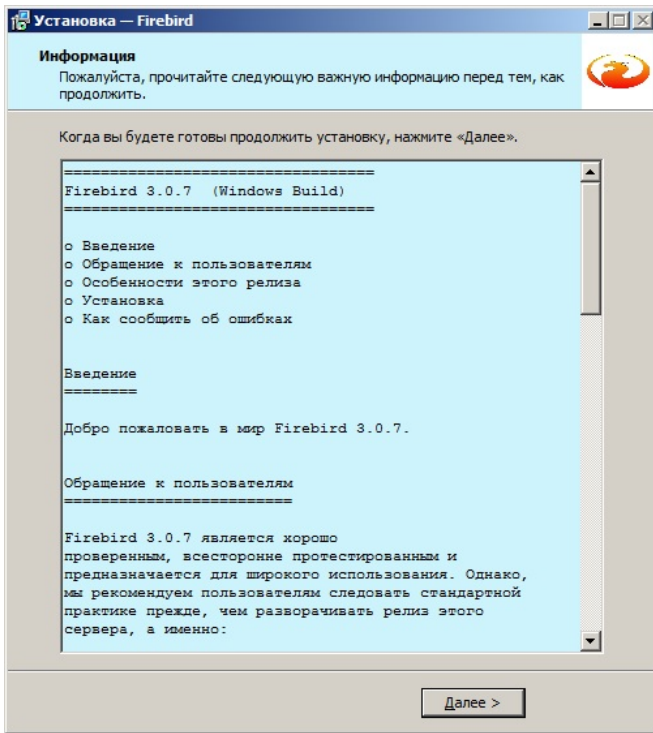 Установка — Firebird
Информация
Пожалуйста, прочитайте следующую важную информацию перед тем, как
продолжить.
Когда вы будете готовы продолжить установку, нажмите «Далее».
==================================
Firebird 3.0.7  (Windows Build)
==================================
o Введение
o Обращение к пользователям
o Особенности этого релиза
o Установка
o Как сообщить об ошибках
Введение
========
Добро пожаловать в мир Firebird 3.0.7.
Обращение к пользователям
=========================
Firebird 3.0.7 является хорошо
проверенным, всесторонне протестированным и
предназначается для широкого использования. Однако,
мы рекомендуем пользователям следовать стандартной
практике прежде, чем разворачивать релиз этого
сервера, а именно:
Далее >